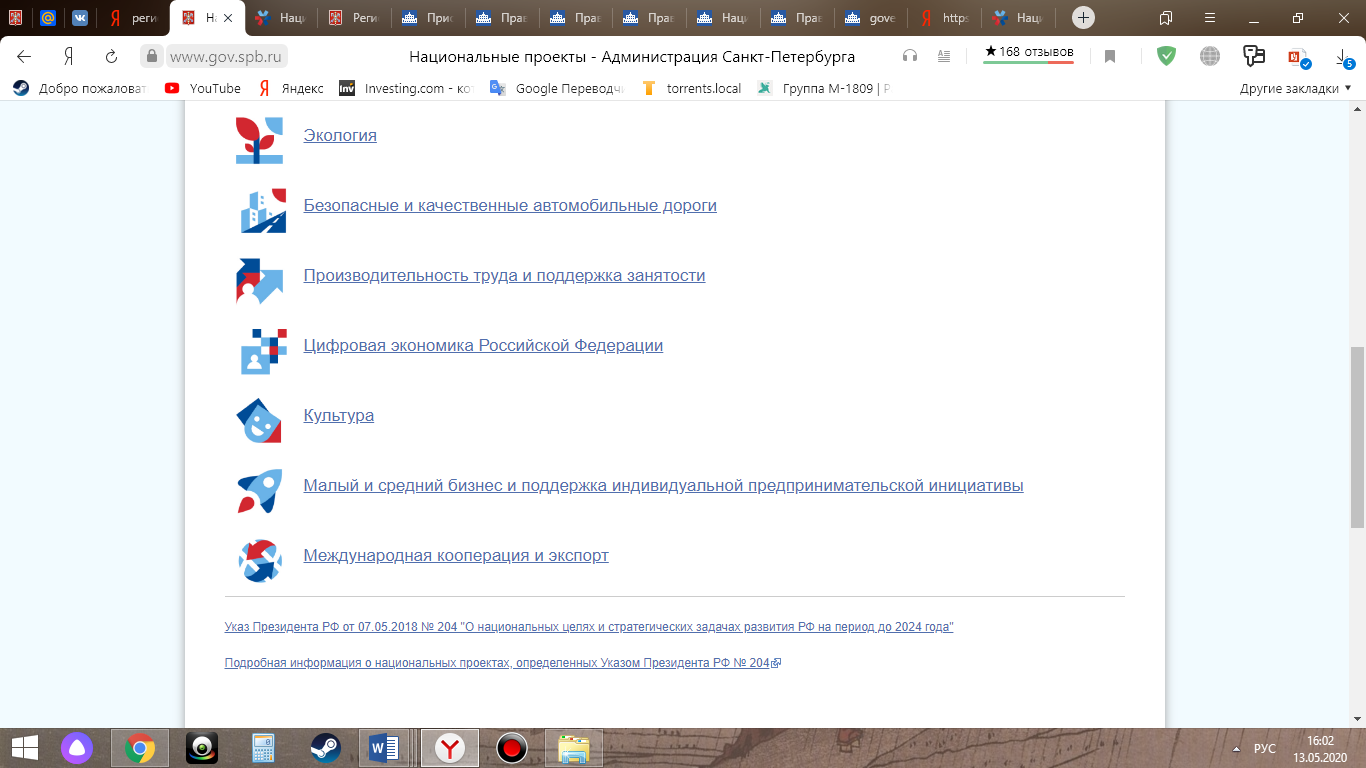 реги
На
Наци
Реги
Прис
Прав
Прав
Прав
Наци
Прав
gove
https
Наци
www.gov.spb.ru
Национальные проекты - Администрация Санкт-Петербурга
★168 отзывов
5
Добро пожаловат
YouTube
Яндекс
Investing.com - кот
Google Переводчи
torrents.local
Группа М-1809 | Р
Другие закладки
Экология
Безопасные и качественные автомобильные дороги
Производительность труда и поддержка занятости
Цифровая экономика Российской Федерации
Культура
Малый и средний бизнес и поддержка индивидуальной предпринимательской инициативы
Международная кооперация и экспорт
Указ Президента РФ от 07.05.2018 № 204 "О национальных целях и стратегических задачах развития РФ на период до 2024 года"
Подробная информация о национальных проектах, определенных Указом Президента РФ № 204
РУС
16:02
13.05.2020